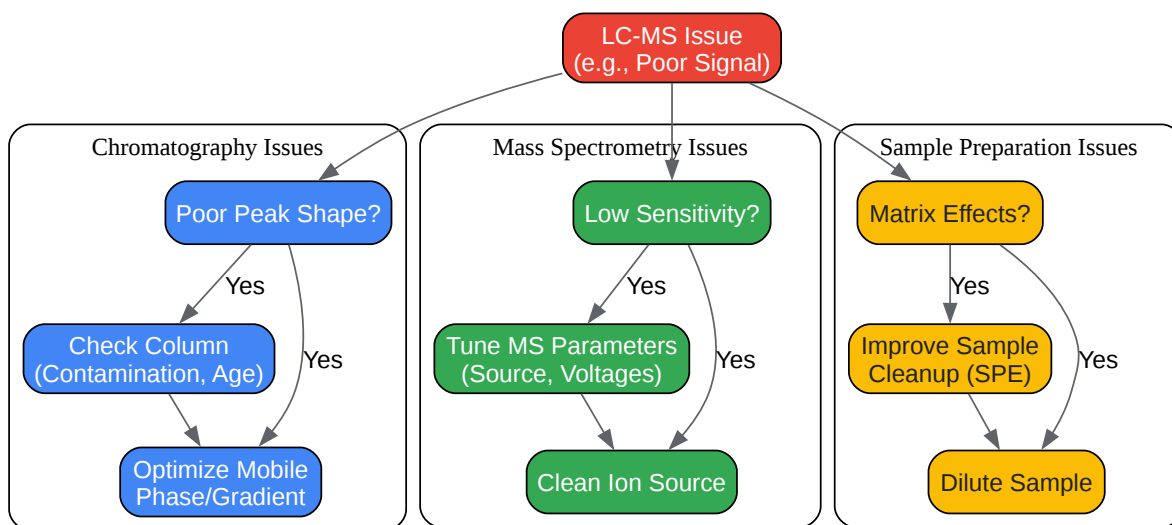 LC-MS Issue
(e.g., Poor Signal)
Chromatography Issues
Mass Spectrometry Issues
Sample Preparation Issues
Poor Peak Shape?
Low Sensitivity?
Matrix Effects?
Yes
Yes
Yes
Check Column
(Contamination, Age)
Yes
Tune MS Parameters
(Source, Voltages)
Yes
Improve Sample
Cleanup (SPE)
Yes
Optimize Mobile
Phase/Gradient
Clean Ion Source
Dilute Sample